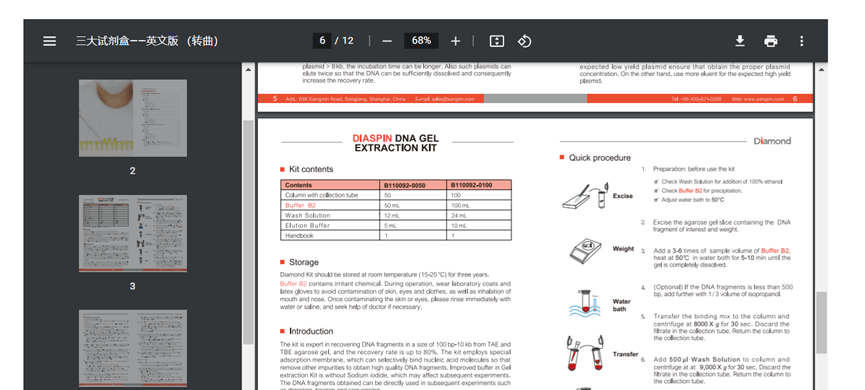 三大试剂盒——英文版 （转曲）
6 / 12
68%
2
3
plasmid > 8 kb, the incubation time can be longer. Also such plasmids can
elute twice so that the DNA can be sufficiently dissolved and consequently
increase the recovery rate.
expected low yield plasmid ensure that obtain the proper plasmid
concentration. On the other hand, use more eluent for the expected high yield
plasmid.
5 Add.: 698 Xiangmin Road, Songjiang, Shanghai, China E-mail: sales@sangon.com
Tel: +86-400-821-0268 Web: www.sangon.com 6
DIASPIN DNA GEL
EXTRACTION KIT
Kit contents
Contents B110092-0050 B110092-0100
Column with collection tube 50 100
Buffer B2 50 mL 100 mL
Wash Solution 12 mL 24 mL
Elution Buffer 5 mL 10 mL
Handbook 1 1
Storage
Diamond Kit should be stored at room temperature (15-25 °C) for three years.
Buffer B2 contains irritant chemical. During operation, wear laboratory coats and
latex gloves to avoid contamination of skin, eyes and clothes, as well as inhalation of
mouth and nose. Once contaminating the skin or eyes, please rinse immediately with
water or saline, and seek help of doctor if necessary.
Introduction
The kit is expert in recovering DNA fragments in a size of 100 bp-10 kb from TAE and
TBE agarose gel, and the recovery rate is up to 80%. The kit employs special
adsorption membrane, which can selectively bind nucleic acid molecules so that
remove other impurities to obtain high quality DNA fragments. Improved buffer in Gell
extraction Kit is without Sodium iodide, which may affect subsequent experiments.
The DNA fragments obtained can be directly used in subsequent experiments such
Diamond
Quick procedure
Excise
Weight
Water
bath
Transfer
1. Preparation: before use the kit
Check Wash Solution for addition of 100% ethanol
Check Buffer B2 for precipitation.
Adjust water bath to 50°C
2. Excise the agarose gel slice containing the DNA
fragment of interest and weight.
3. Add a 3-6 times of sample volume of Buffer B2,
heat at 50°C in water both for 5-10 min until the
gel is completely dissolved.
4. (Optional) If the DNA fragments is less than 500
bp, add further with 1/3 volume of isopropanol.
5. Transfer the binding mix to the column and
centrifuge at 8000 X g for 30 sec. Discard the
filtrate in the collection tube. Return the column to
the collection tube.
6. Add 500 μl Wash Solution to column and
centrifuge at at 9,000 X g for 30 sec, Discard the
filtrate in the collection tube. Return the column to
the collection tube.